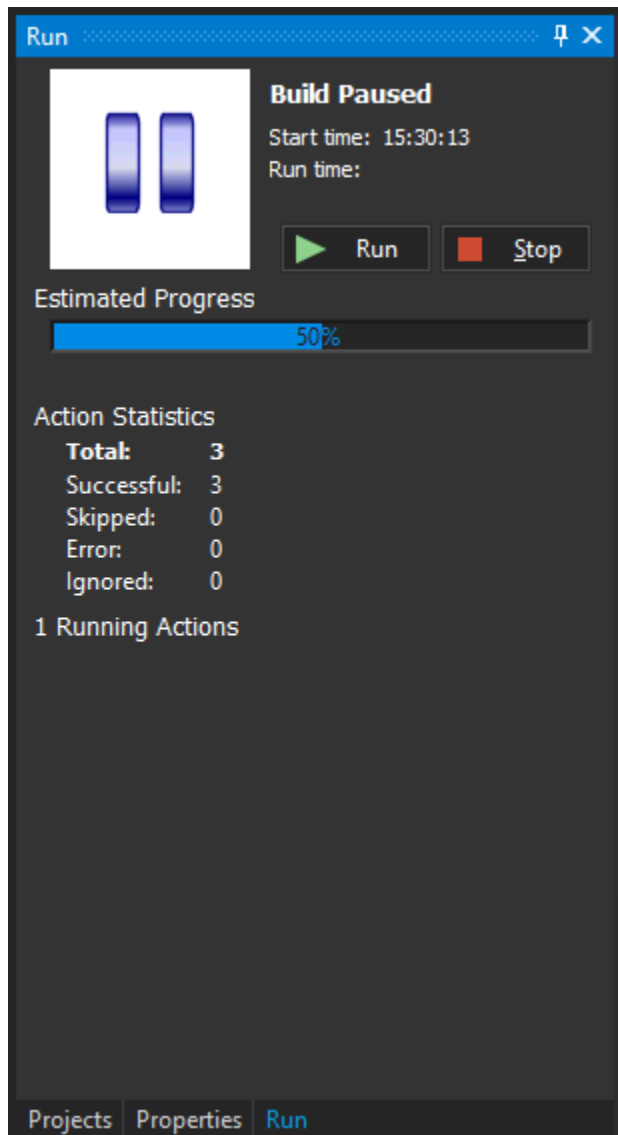 Run
Build Paused
Start time: 15:30:13
Run time:
Run Stop
Estimated Progress
50%
Action Statistics
Total: 3
Successful: 3
Skipped: 0
Error: 0
Ignored: 0
1 Running Actions
Projects Properties Run